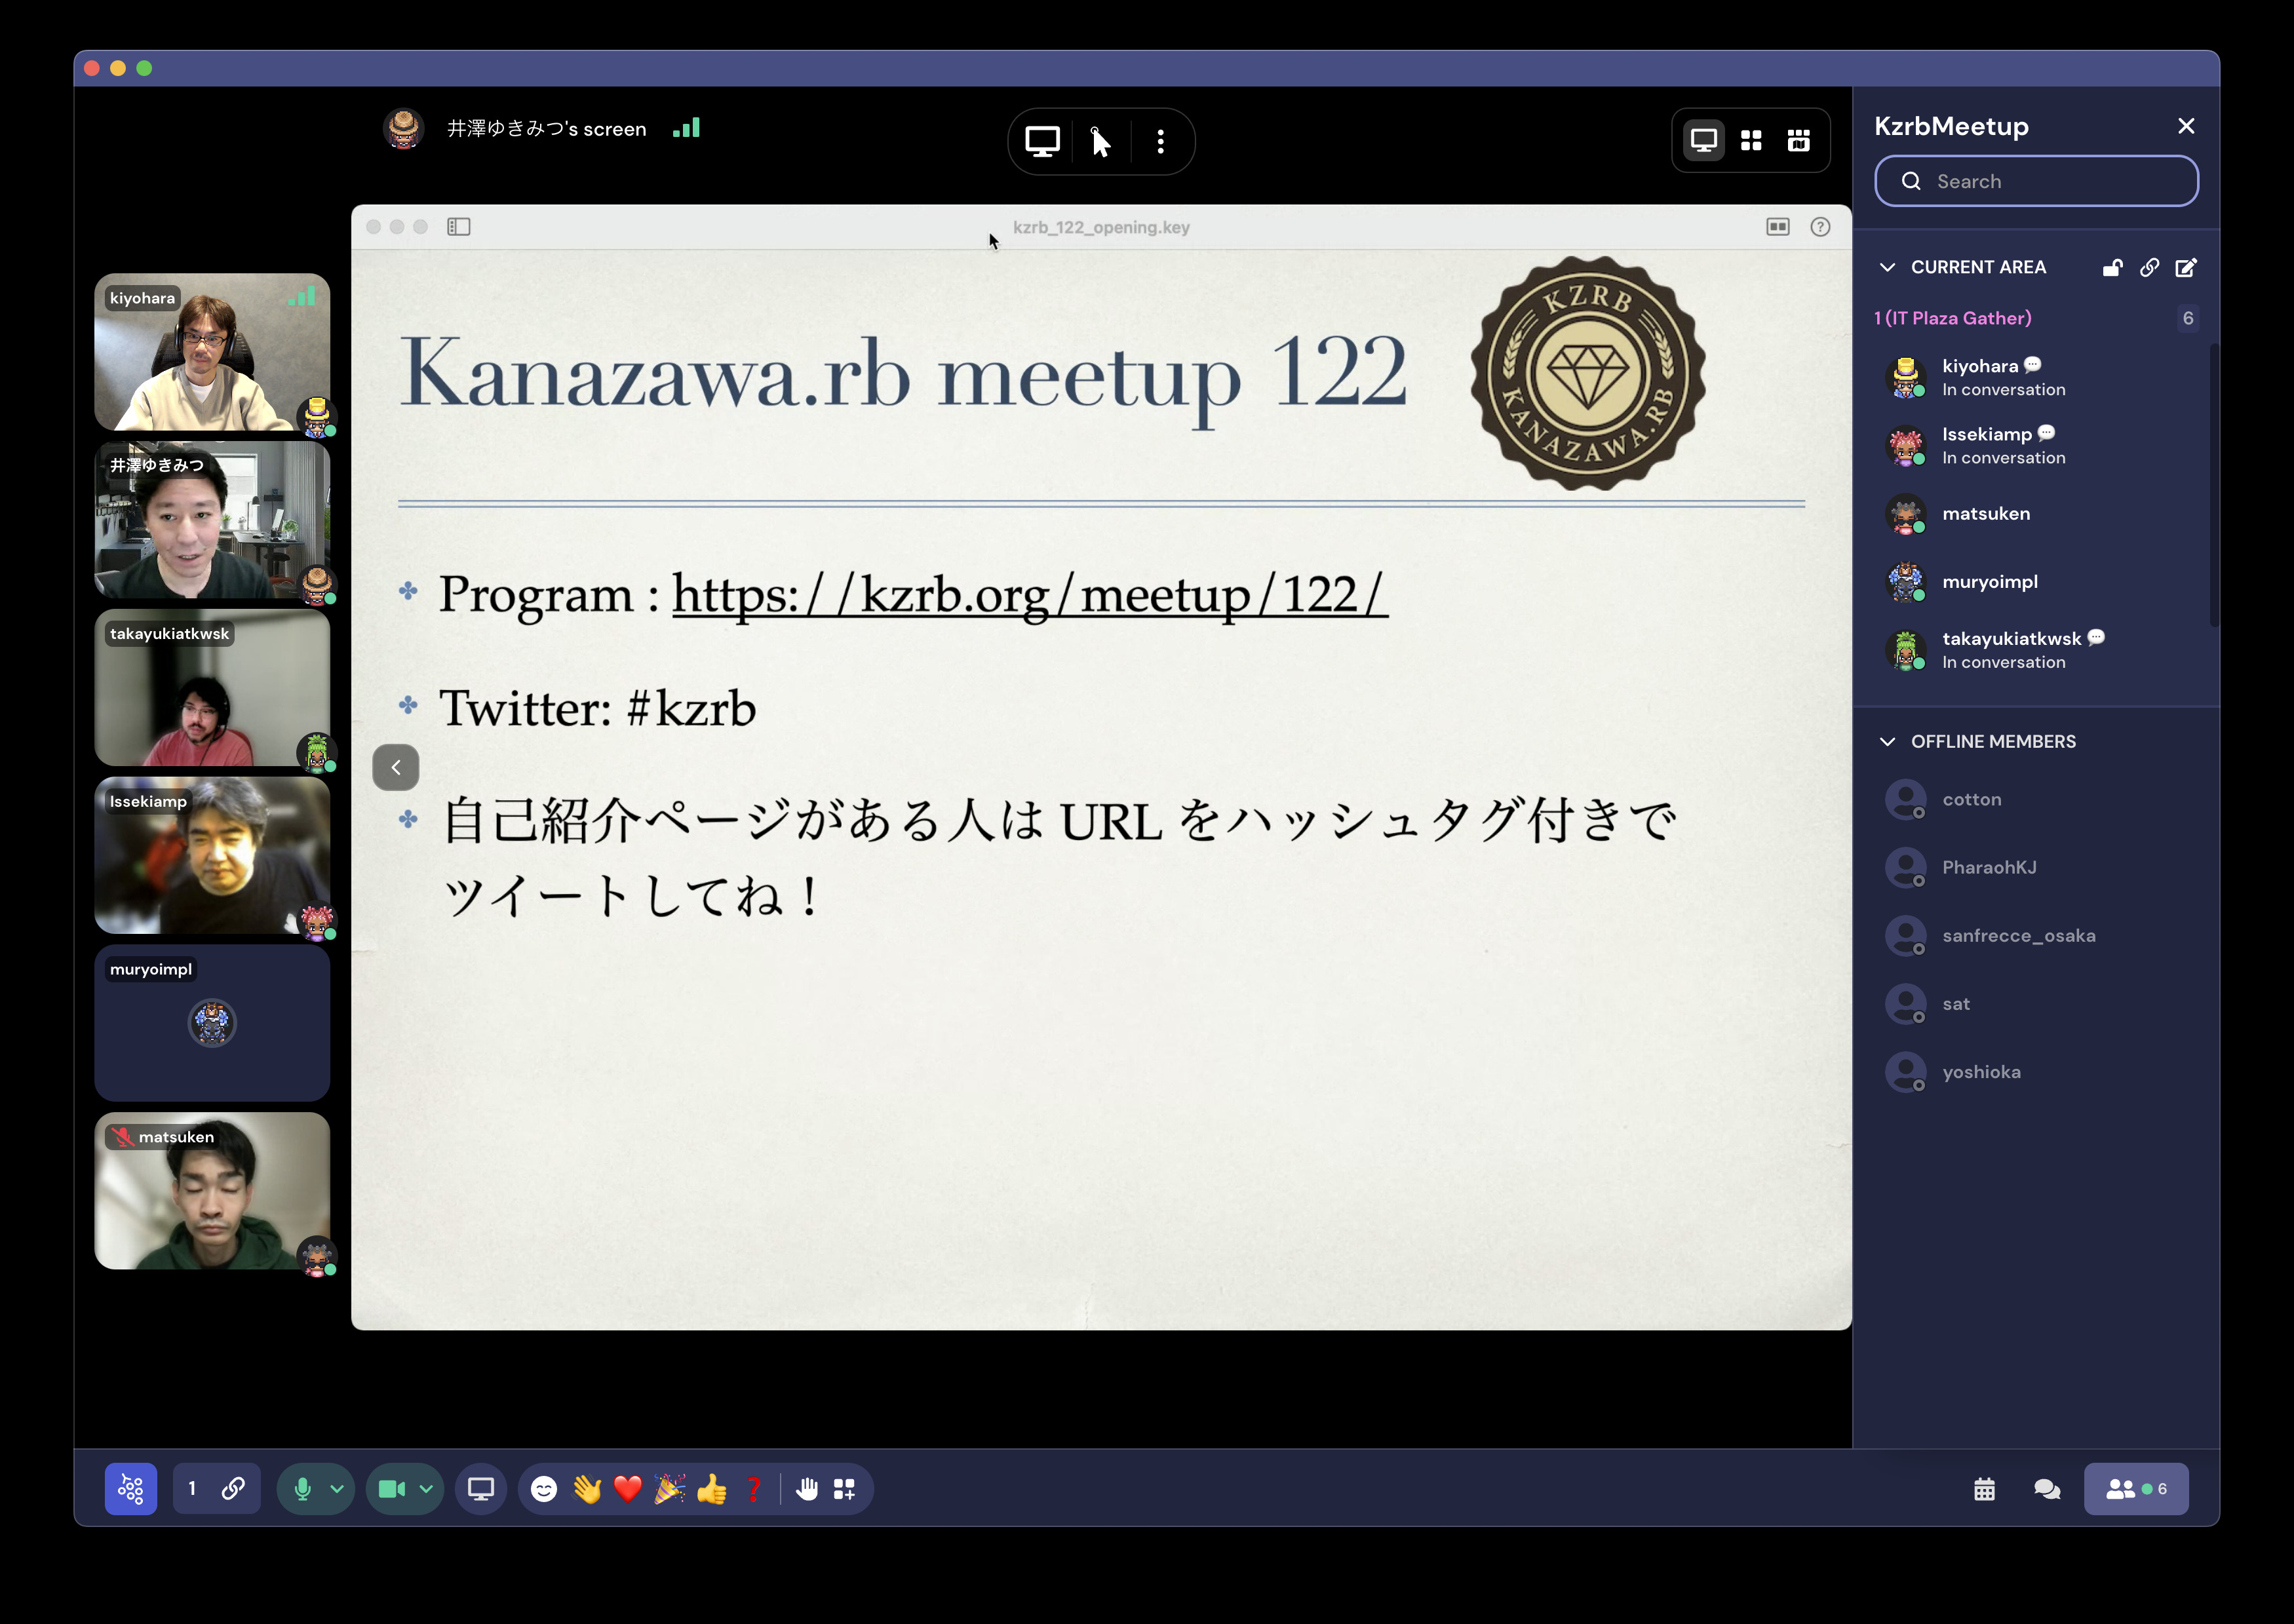 井澤ゆきみつ's screen
KzrbMeetup
Search
kzrb_122_opening.key
CURRENT AREA
1 (IT Plaza Gather)
6
kiyohara
In conversation
Issekiamp
In conversation
matsuken
muryoimpl
takayukiatkwsk
In conversation
OFFLINE MEMBERS
cotton
PharaohKJ
sanfrecce_osaka
sat
yoshioka
kiyohara
井澤ゆきみつ
takayukiatkwsk
Issekiamp
muryoimpl
matsuken
Kanazawa.rb meetup 122
KZRB
KANAZAWA.RB
Program : https://kzrb.org/meetup/122/
Twitter: #kzrb
自己紹介ページがある人は URL をハッシュタグ付きで
ツイートしてね！
1
6